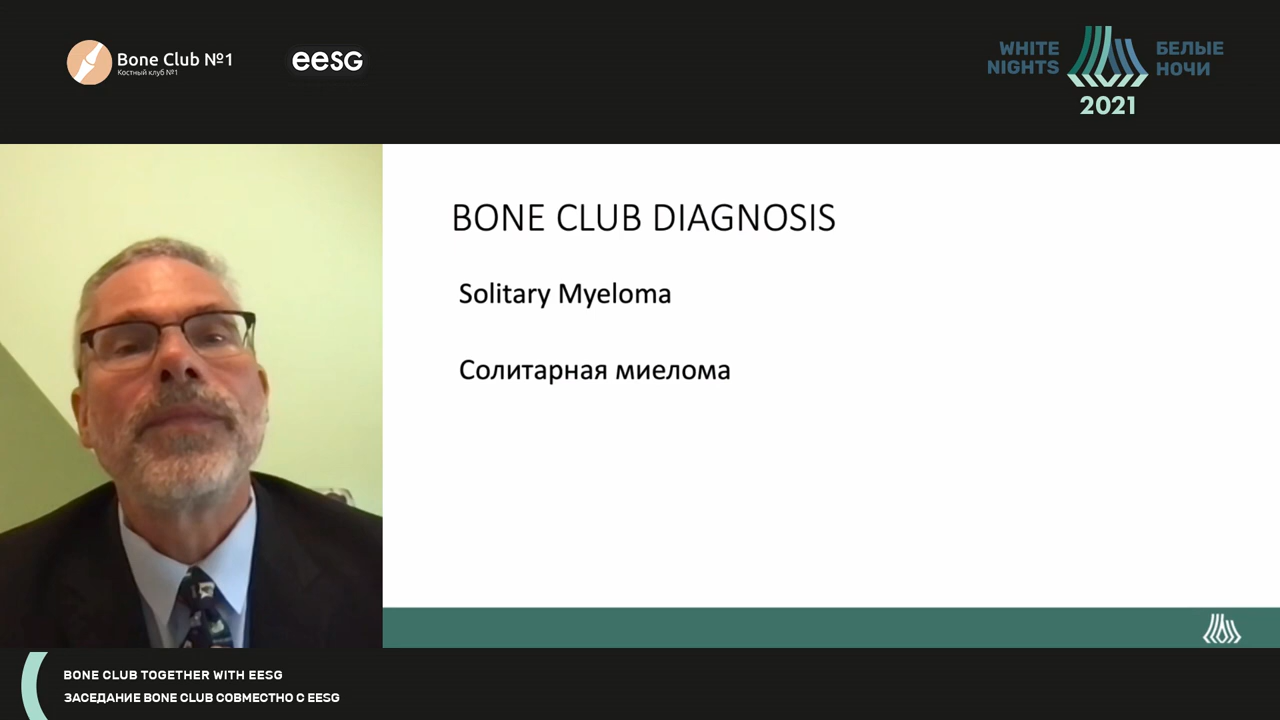 Bone Club №1
Костный клуб №1
eesg
WHITE
NIGHTS
БЕЛЫЕ
НОЧИ
2021
BONE CLUB DIAGNOSIS
Solitary Myeloma
Солитарная миелома
BONE CLUB TOGETHER WITH EESG
ЗАСЕДАНИЕ BONE CLUB СОВМЕСТНО С EESG